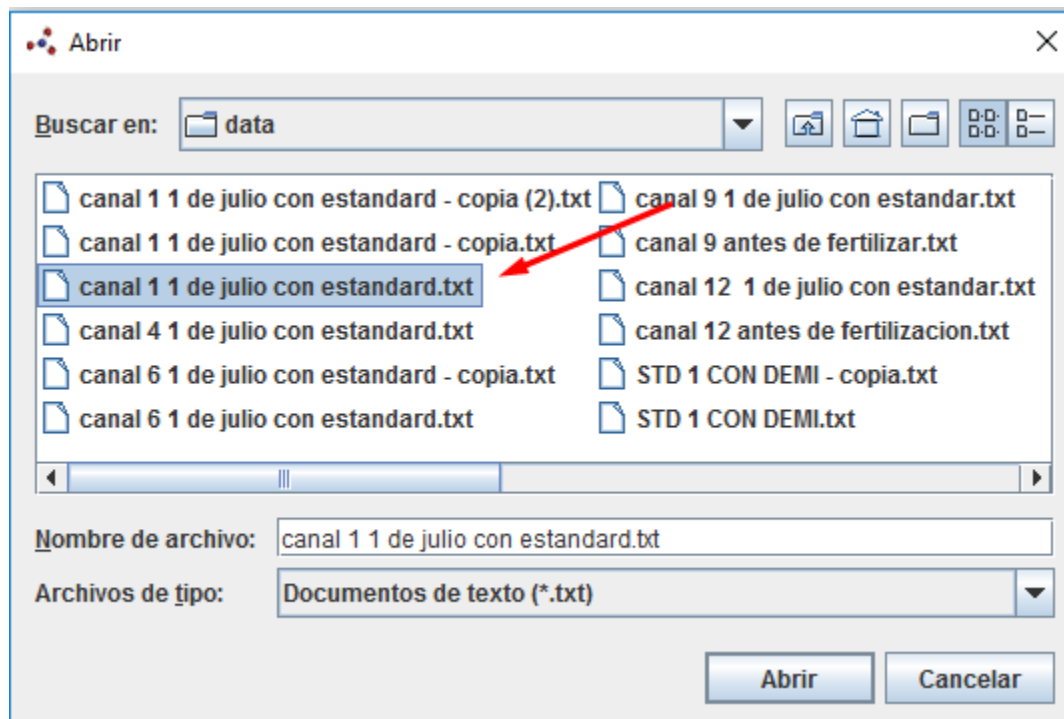 Abrir
Buscar en: data
canal 1 1 de julio con estandard - copia (2).txt
canal 1 1 de julio con estandard - copia.txt
canal 1 1 de julio con estandard.txt
canal 4 1 de julio con estandard.txt
canal 6 1 de julio con estandard - copia.txt
canal 6 1 de julio con estandard.txt
canal 9 1 de julio con estandar.txt
canal 9 antes de fertilizar.txt
canal 12  1 de julio con estandar.txt
canal 12 antes de fertilizacion.txt
STD 1 CON DEMI - copia.txt
STD 1 CON DEMI.txt
Nombre de archivo: canal 1 1 de julio con estandard.txt
Archivos de tipo: Documentos de texto (*.txt)
Abrir Cancelar